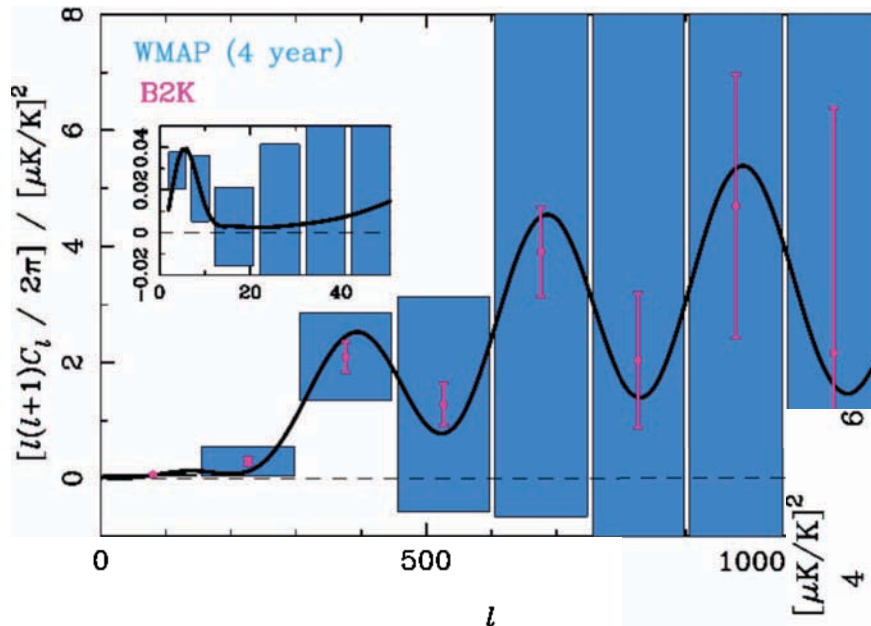 8
WMAP (4 year)
B2K
6
0.04
0.02
0
-0.02
0 20 40
4
2
0
[l(l+1)C_l / 2π] / [μK/K]²
0 500 1000
l
6
4
[μK/K]²